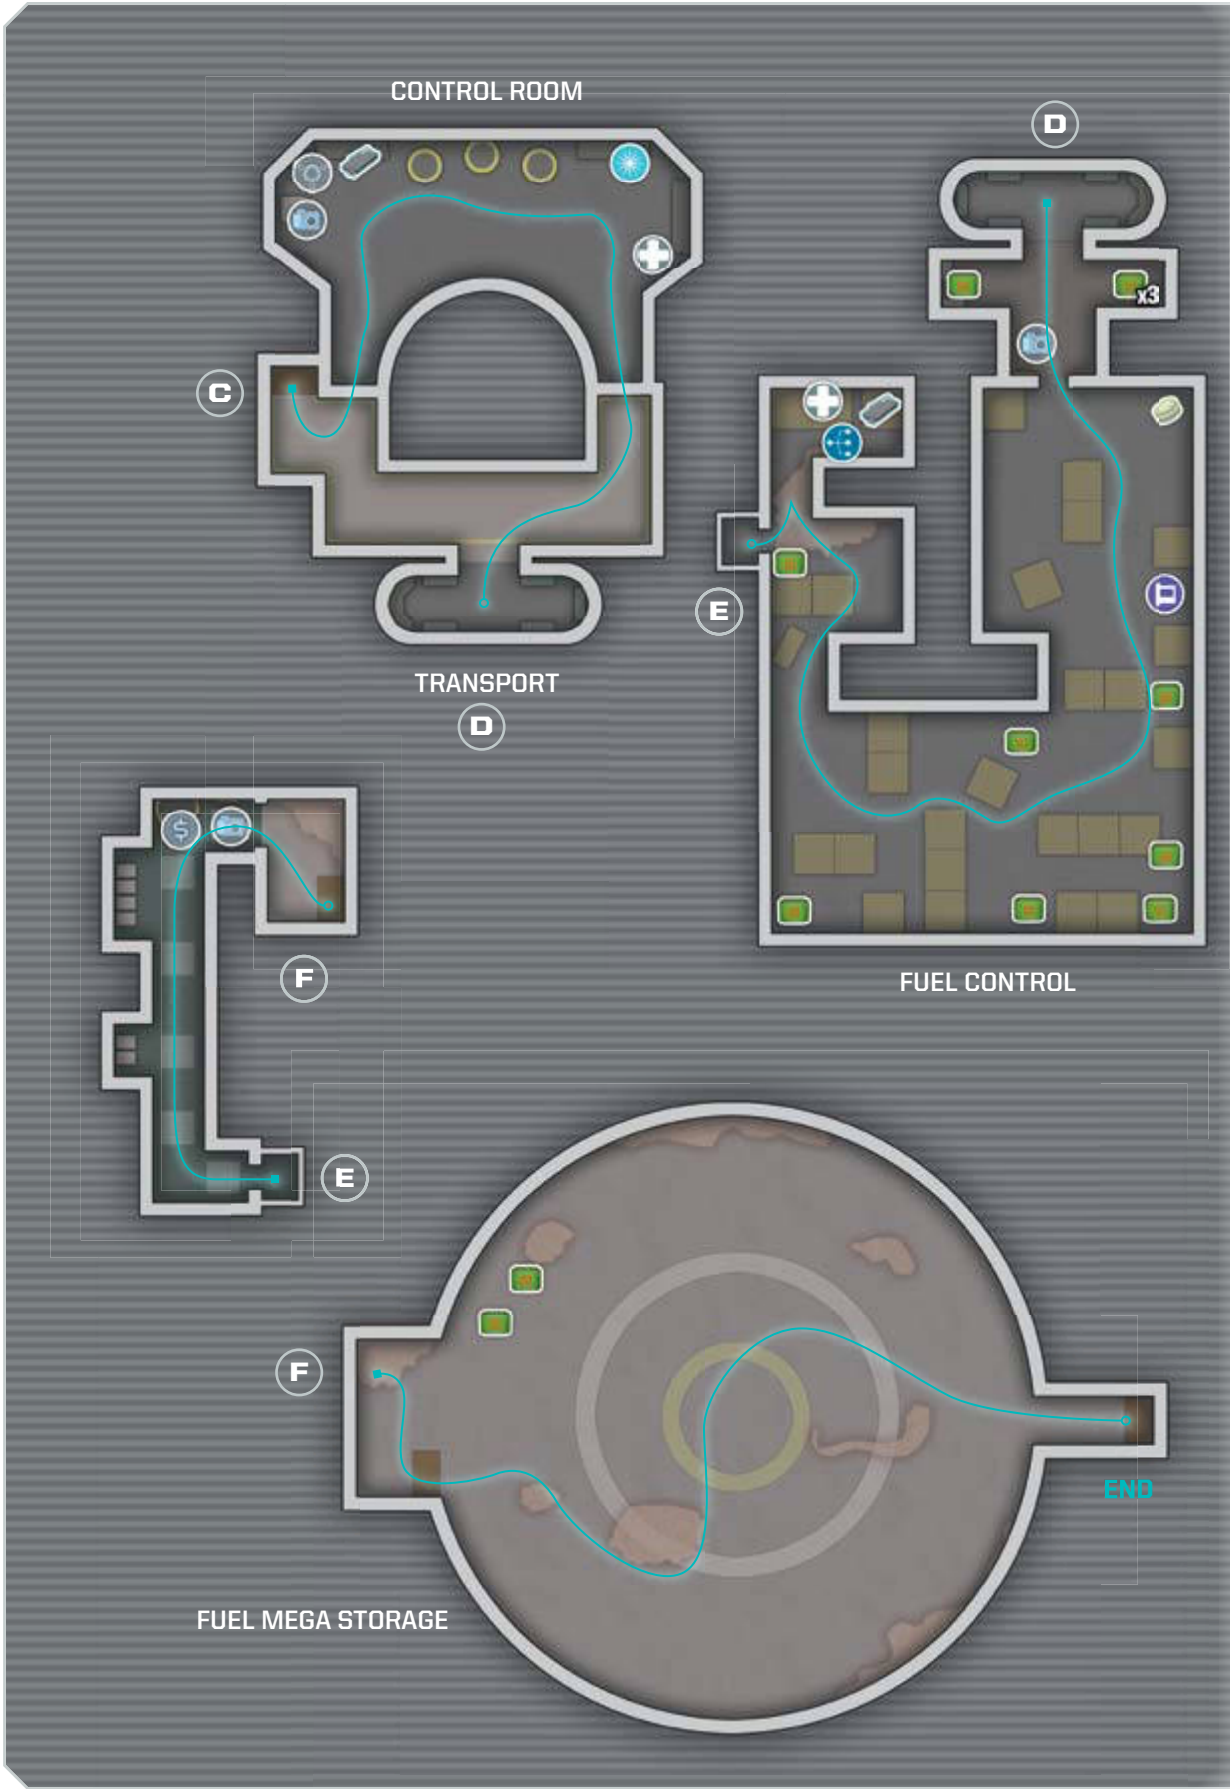 CONTROL ROOM
D
x3
C
E
TRANSPORT
D
$
F
FUEL CONTROL
E
F
END
FUEL MEGA STORAGE